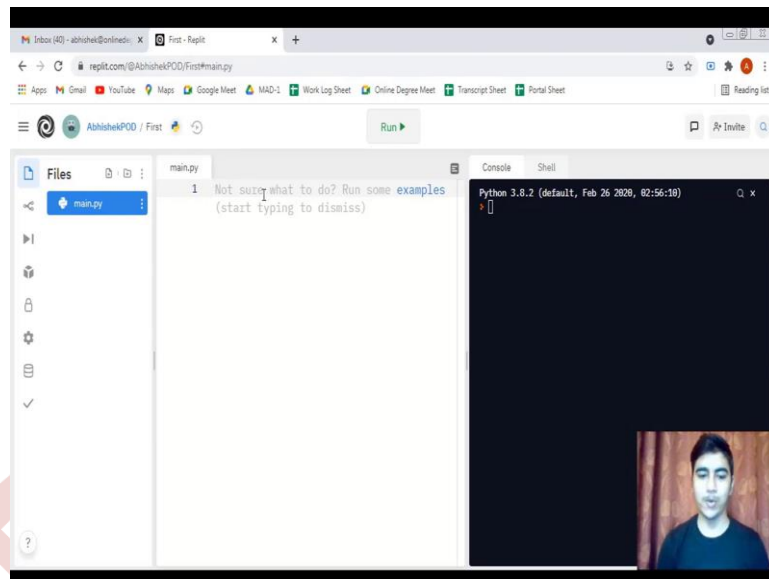 Inbox (40) - abhishek@onlinede
First - Replit
replit.com/@AbhishekPOD/First#main.py
Apps Gmail YouTube Maps Google Meet MAD-1 Work Log Sheet Online Degree Meet Transcript Sheet Portal Sheet Reading list
AbhishekPOD / First
Run
Invite
Files
main.py
main.py
1 Not sure what to do? Run some examples
(start typing to dismiss)
Console Shell
Python 3.8.2 (default, Feb 26 2020, 02:56:10)
?